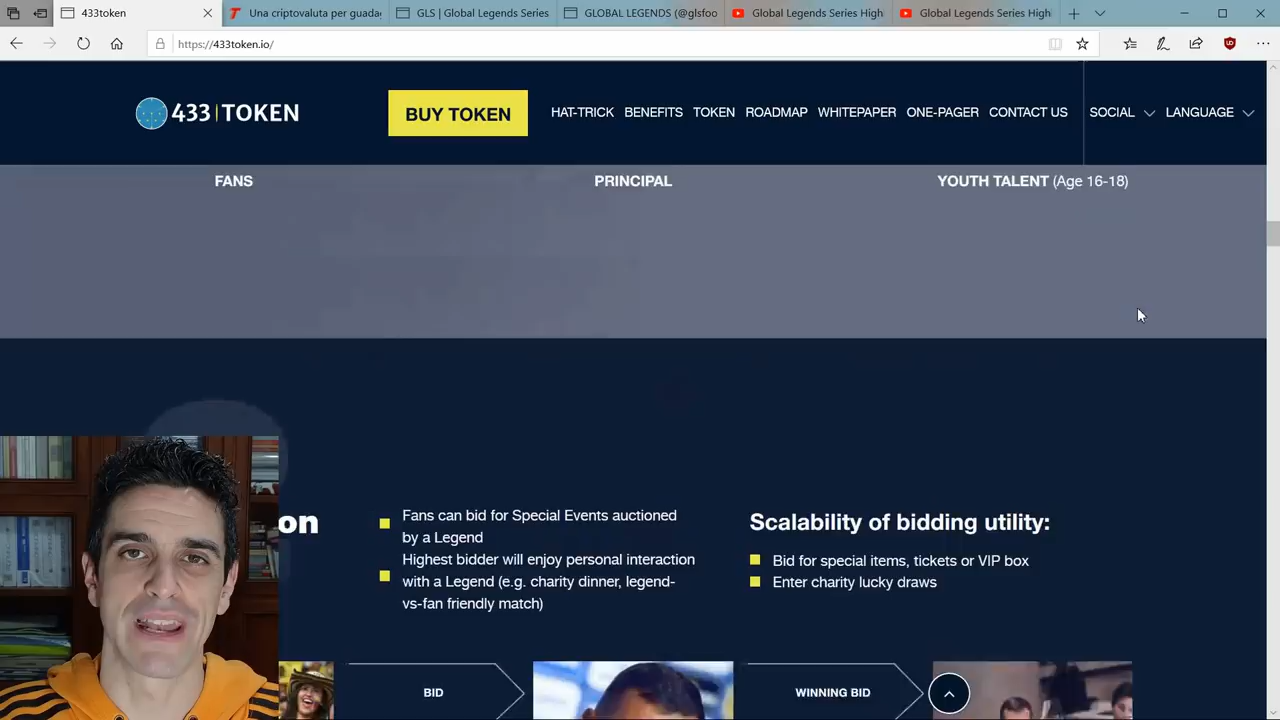 433token
Una criptovaluta per guadag
GLS | Global Legends Series
GLOBAL LEGENDS (@glsfoo
Global Legends Series High
Global Legends Series High
https://433token.io/
433 | TOKEN
BUY TOKEN
HAT-TRICK
BENEFITS
TOKEN
ROADMAP
WHITEPAPER
ONE-PAGER
CONTACT US
SOCIAL
LANGUAGE
FANS
PRINCIPAL
YOUTH TALENT (Age 16-18)
on
Fans can bid for Special Events auctioned
by a Legend
Highest bidder will enjoy personal interaction
with a Legend (e.g. charity dinner, legend-
vs-fan friendly match)
Scalability of bidding utility:
Bid for special items, tickets or VIP box
Enter charity lucky draws
BID
WINNING BID